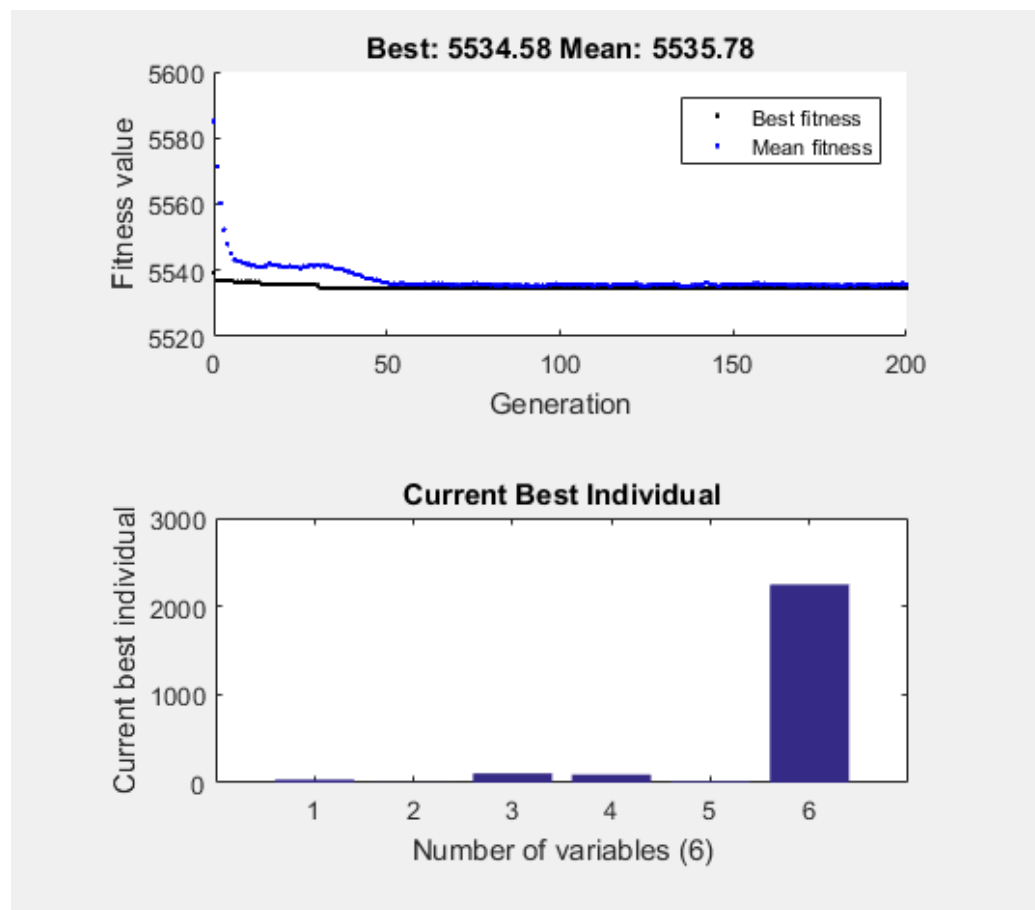 Best: 5534.58 Mean: 5535.78
5600
5580
5560
5540
5520
Fitness value
Best fitness
Mean fitness
0 50 100 150 200
Generation
Current Best Individual
3000
2000
1000
0
Current best individual
1 2 3 4 5 6
Number of variables (6)